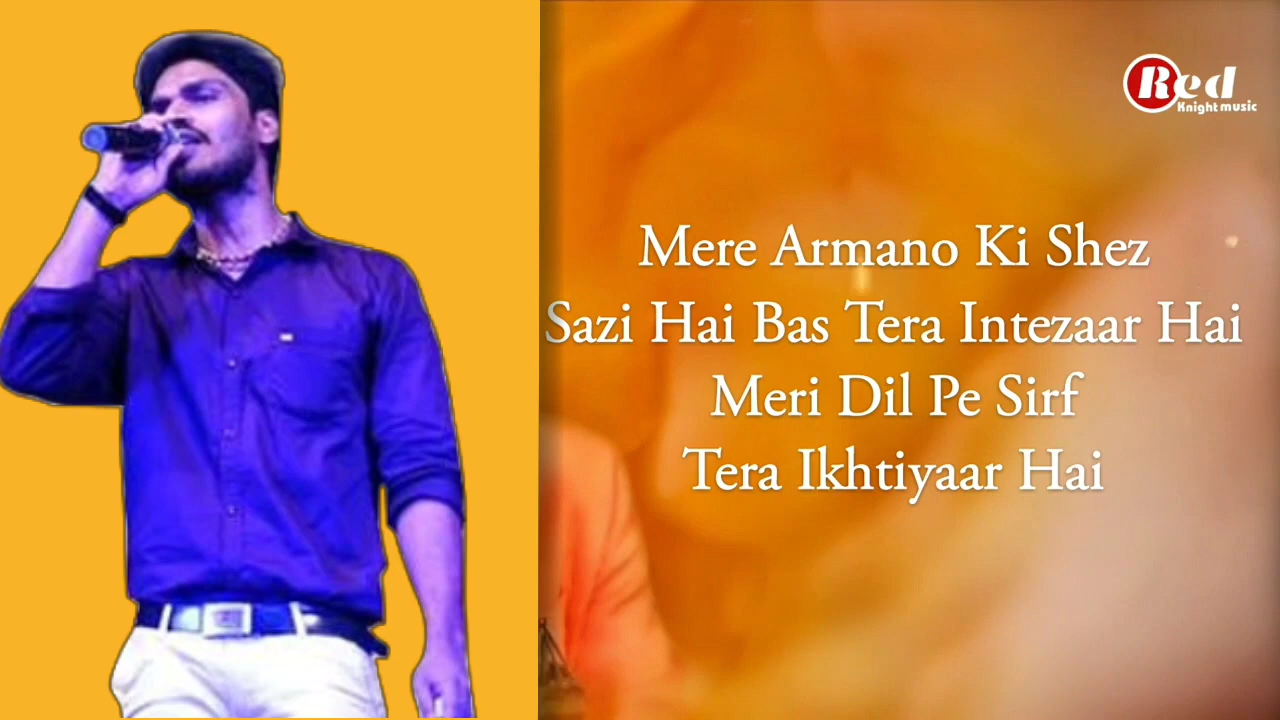 Red
Knight music
Mere Armano Ki Shez
Sazi Hai Bas Tera Intezaar Hai
Meri Dil Pe Sirf
Tera Ikhtiyaar Hai